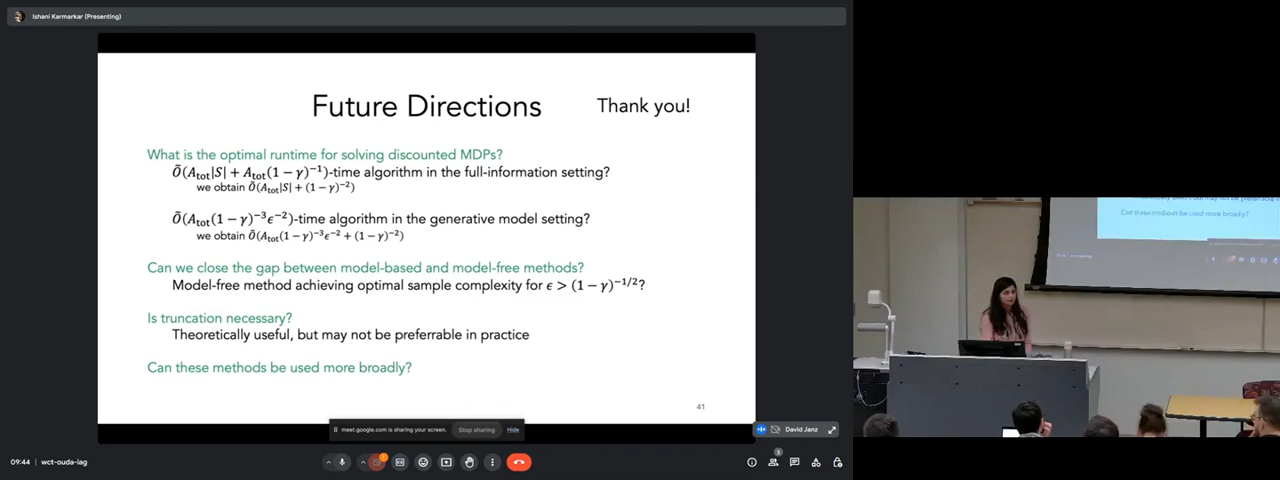 Ishani Karmarkar (Presenting)
Future Directions
Thank you!
What is the optimal runtime for solving discounted MDPs?
Õ(A_tot|S| + A_tot(1 − γ)^{−1})-time algorithm in the full-information setting?
we obtain Õ(A_tot|S| + (1 − γ)^{−2})
Õ(A_tot(1 − γ)^{−3}ϵ^{−2})-time algorithm in the generative model setting?
we obtain Õ(A_tot(1 − γ)^{−3}ϵ^{−2} + (1 − γ)^{−2})
Can we close the gap between model-based and model-free methods?
Model-free method achieving optimal sample complexity for ϵ > (1 − γ)^{−1/2}?
Is truncation necessary?
Theoretically useful, but may not be preferrable in practice
Can these methods be used more broadly?
41
meet.google.com is sharing your screen.
Stop sharing
Hide
David Janz
09:44 | wct-ouda-iag
3
Can these methods be used more broadly?